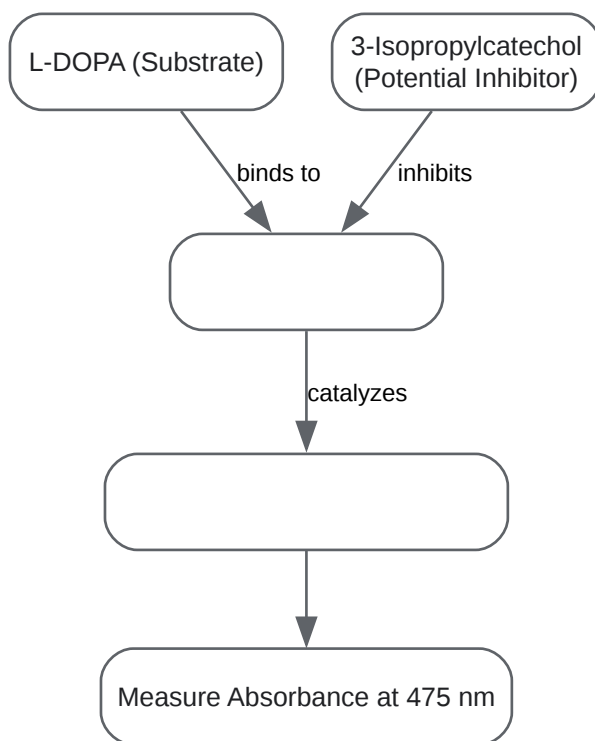 L-DOPA (Substrate)
3-Isopropylcatechol
(Potential Inhibitor)
binds to
inhibits
catalyzes
Measure Absorbance at 475 nm